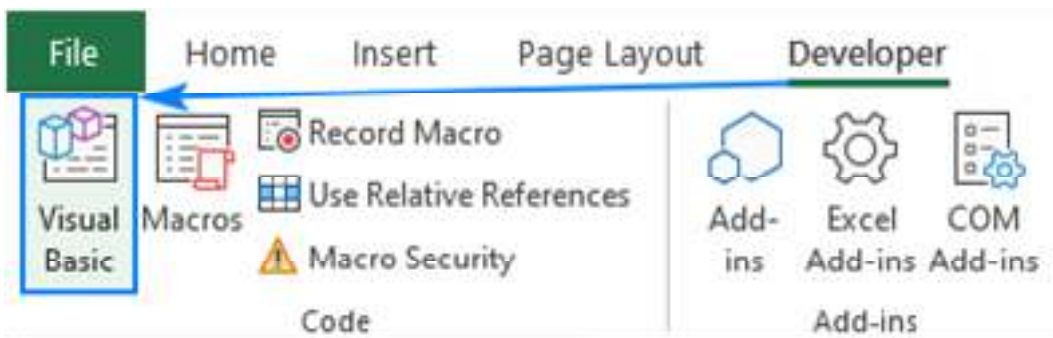 File Home Insert Page Layout Developer
Record Macro
Use Relative References
Macro Security
Visual Basic
Macros
Code
Add-
ins
Excel
Add-ins
COM
Add-ins
Add-ins